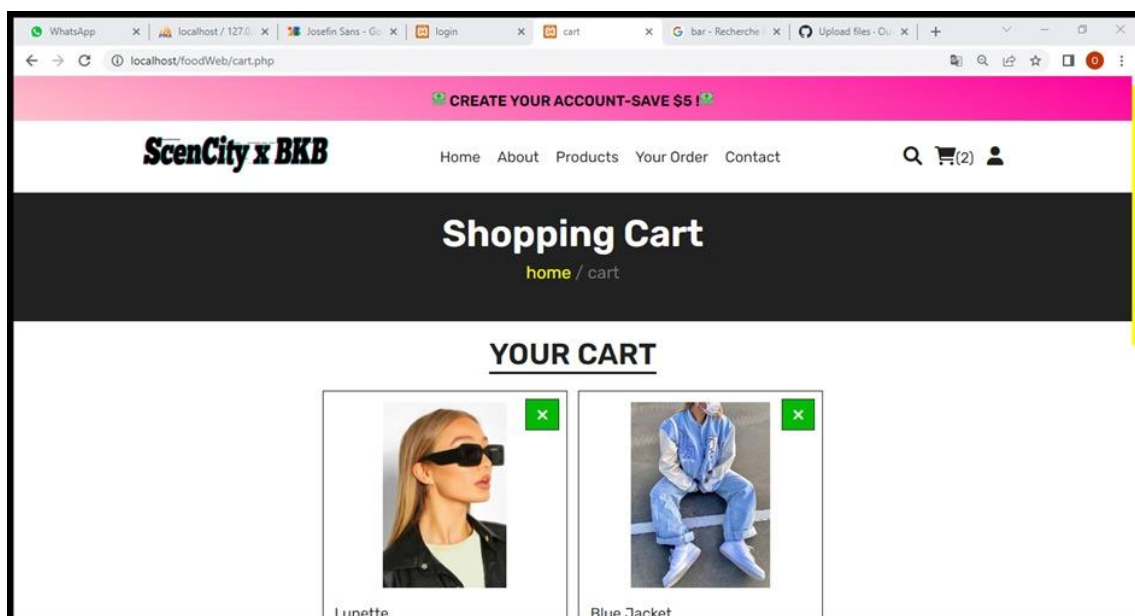 WhatsApp
localhost / 127.0.
Josefin Sans - Go
login
cart
bar - Recherche
Upload files · Ou
localhost/foodWeb/cart.php
O
CREATE YOUR ACCOUNT-SAVE $5 !
ScenCity x BKB
Home About Products Your Order Contact
(2)
Shopping Cart
home / cart
YOUR CART
Lunette
Blue Jacket